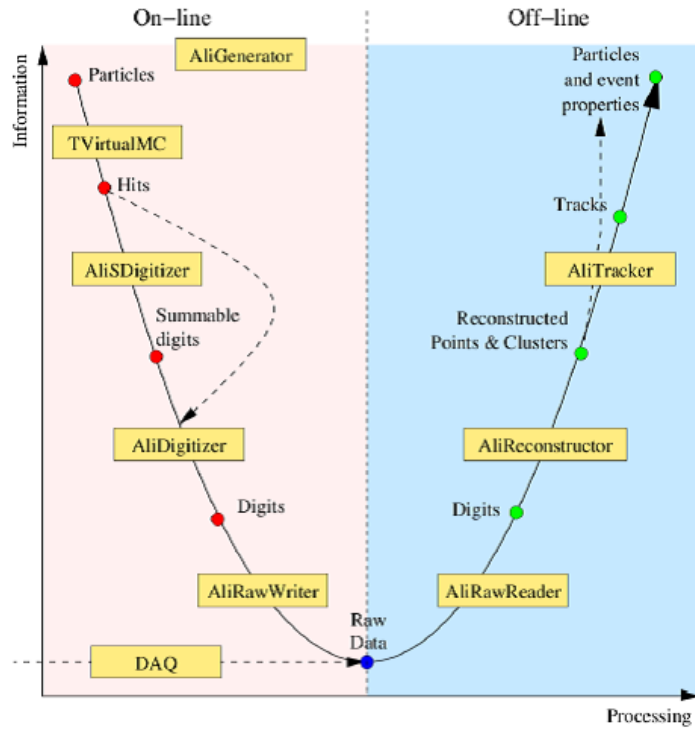 On-line
Off-line
Information
AliGenerator
Particles
TVirtualMC
Hits
AliSDigitizer
Summable
digits
AliDigitizer
Digits
AliRawWriter
DAQ
Raw
Data
Particles
and event
properties
Tracks
AliTracker
Reconstructed
Points & Clusters
AliReconstructor
Digits
AliRawReader
Processing